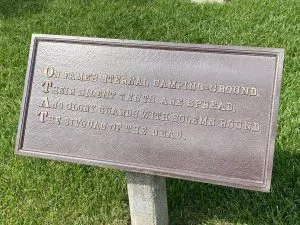 On Fame's eternal camping-ground,
Their silent tents are spread,
And Glory guards with solemn round
The bivouac of the dead.